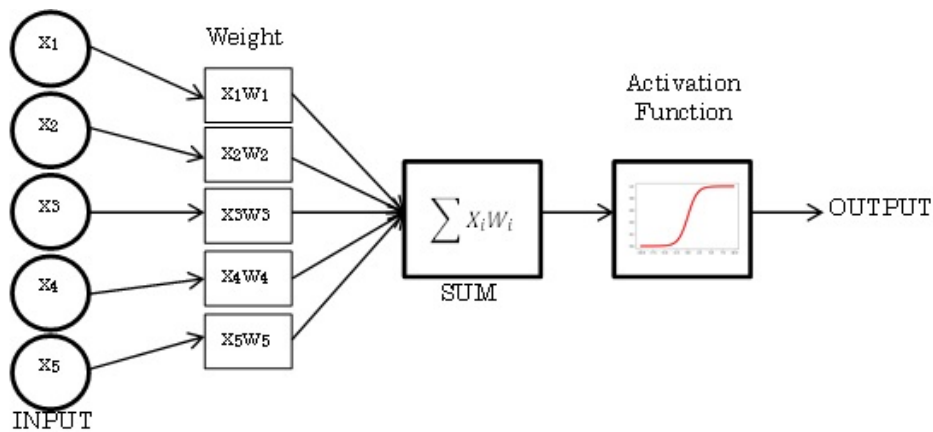 X1
X2
X3
X4
X5
INPUT
Weight
X1W1
X2W2
X3W3
X4W4
X5W5
∑ XiWi
SUM
Activation
Function
OUTPUT